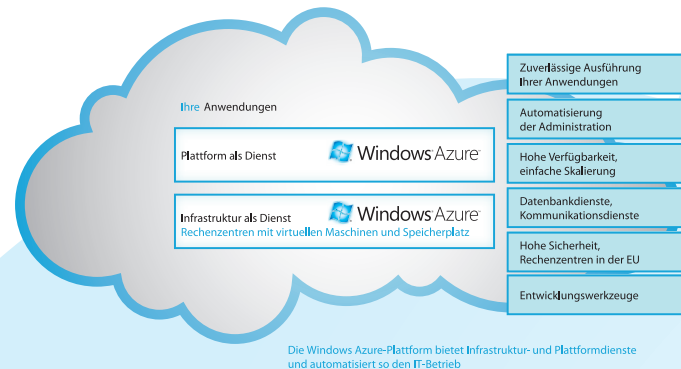 Ihre Anwendungen
Plattform als Dienst
Windows Azure™
Infrastruktur als Dienst
Windows Azure™
Rechenzentren mit virtuellen Maschinen und Speicherplatz
Zuverlässige Ausführung
Ihrer Anwendungen
Automatisierung
der Administration
Hohe Verfügbarkeit,
einfache Skalierung
Datenbankdienste,
Kommunikationsdienste
Hohe Sicherheit,
Rechenzentren in der EU
Entwicklungswerkzeuge
Die Windows Azure-Plattform bietet Infrastruktur- und Plattformdienste
und automatisiert so den IT-Betrieb